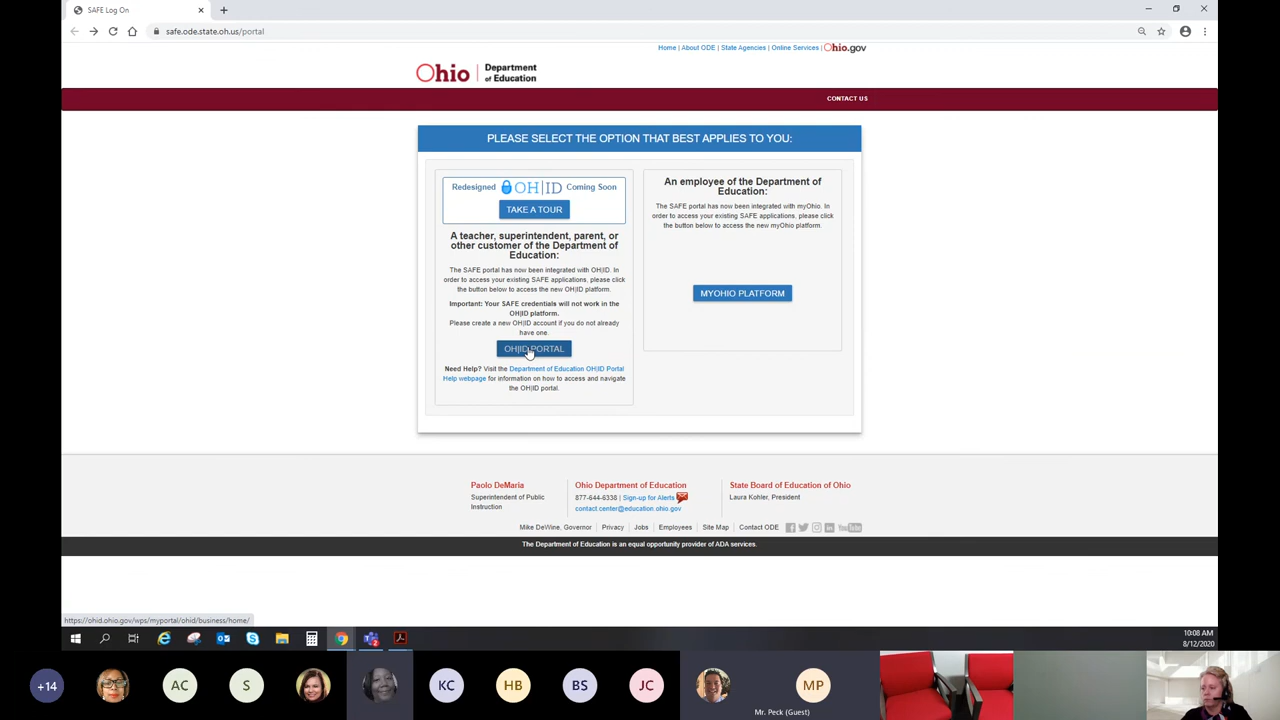 SAFE Log On
safe.ode.state.oh.us/portal
Home | About ODE | State Agencies | Online Services | Ohio.gov
Ohio Department of Education
CONTACT US
PLEASE SELECT THE OPTION THAT BEST APPLIES TO YOU:
Redesigned OH|ID Coming Soon
TAKE A TOUR
A teacher, superintendent, parent, or
other customer of the Department of
Education:
The SAFE portal has now been integrated with OH|ID. In
order to access your existing SAFE applications, please click
the button below to access the new OH|ID platform.
Important: Your SAFE credentials will not work in the
OH|ID platform.
Please create a new OH|ID account if you do not already
have one.
OH|ID PORTAL
Need Help? Visit the Department of Education OH|ID Portal
Help webpage for information on how to access and navigate
the OH|ID portal.
An employee of the Department of
Education:
The SAFE portal has now been integrated with myOhio. In
order to access your existing SAFE applications, please click
the button below to access the new myOhio platform.
MYOHIO PLATFORM
Paolo DeMaria
Superintendent of Public
Instruction
Ohio Department of Education
877-644-6338 | Sign-up for Alerts
contact.center@education.ohio.gov
State Board of Education of Ohio
Laura Kohler, President
Mike DeWine, Governor Privacy Jobs Employees Site Map Contact ODE
You Tube
The Department of Education is an equal opportunity provider of ADA services.
https://ohid.ohio.gov/wps/myportal/ohid/business/home/
10:08 AM
8/12/2020
+14 AC S KC HB BS JC MP
Mr. Peck (Guest)